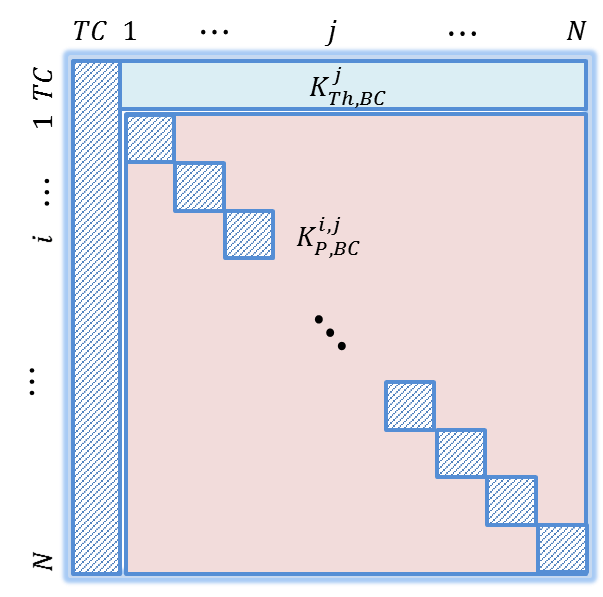 TC 1 ... j ... N
TC
1
...
i
...
N
K^j_{Th,BC}
K^{i,j}_{P,BC}